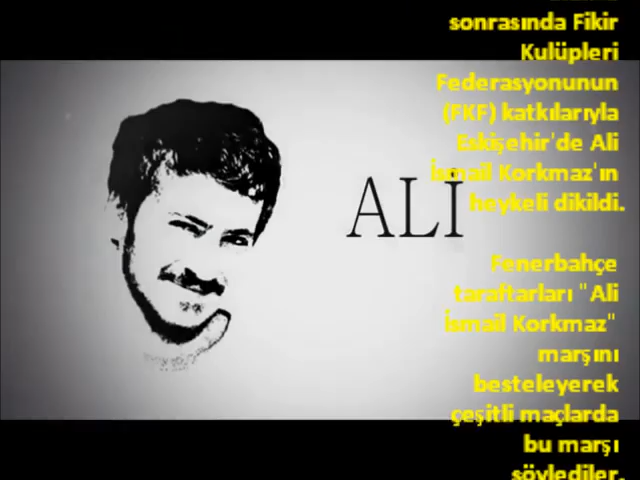 sonrasında Fikir
Kulüpleri
Federasyonunun
(FKF) katkılarıyla
Eskişehir'de Ali
İsmail Korkmaz'ın
heykeli dikildi.
ALİ
Fenerbahçe
taraftarları "Ali
İsmail Korkmaz"
marşını
besteleyerek
çeşitli maçlarda
bu marşı
söylediler.